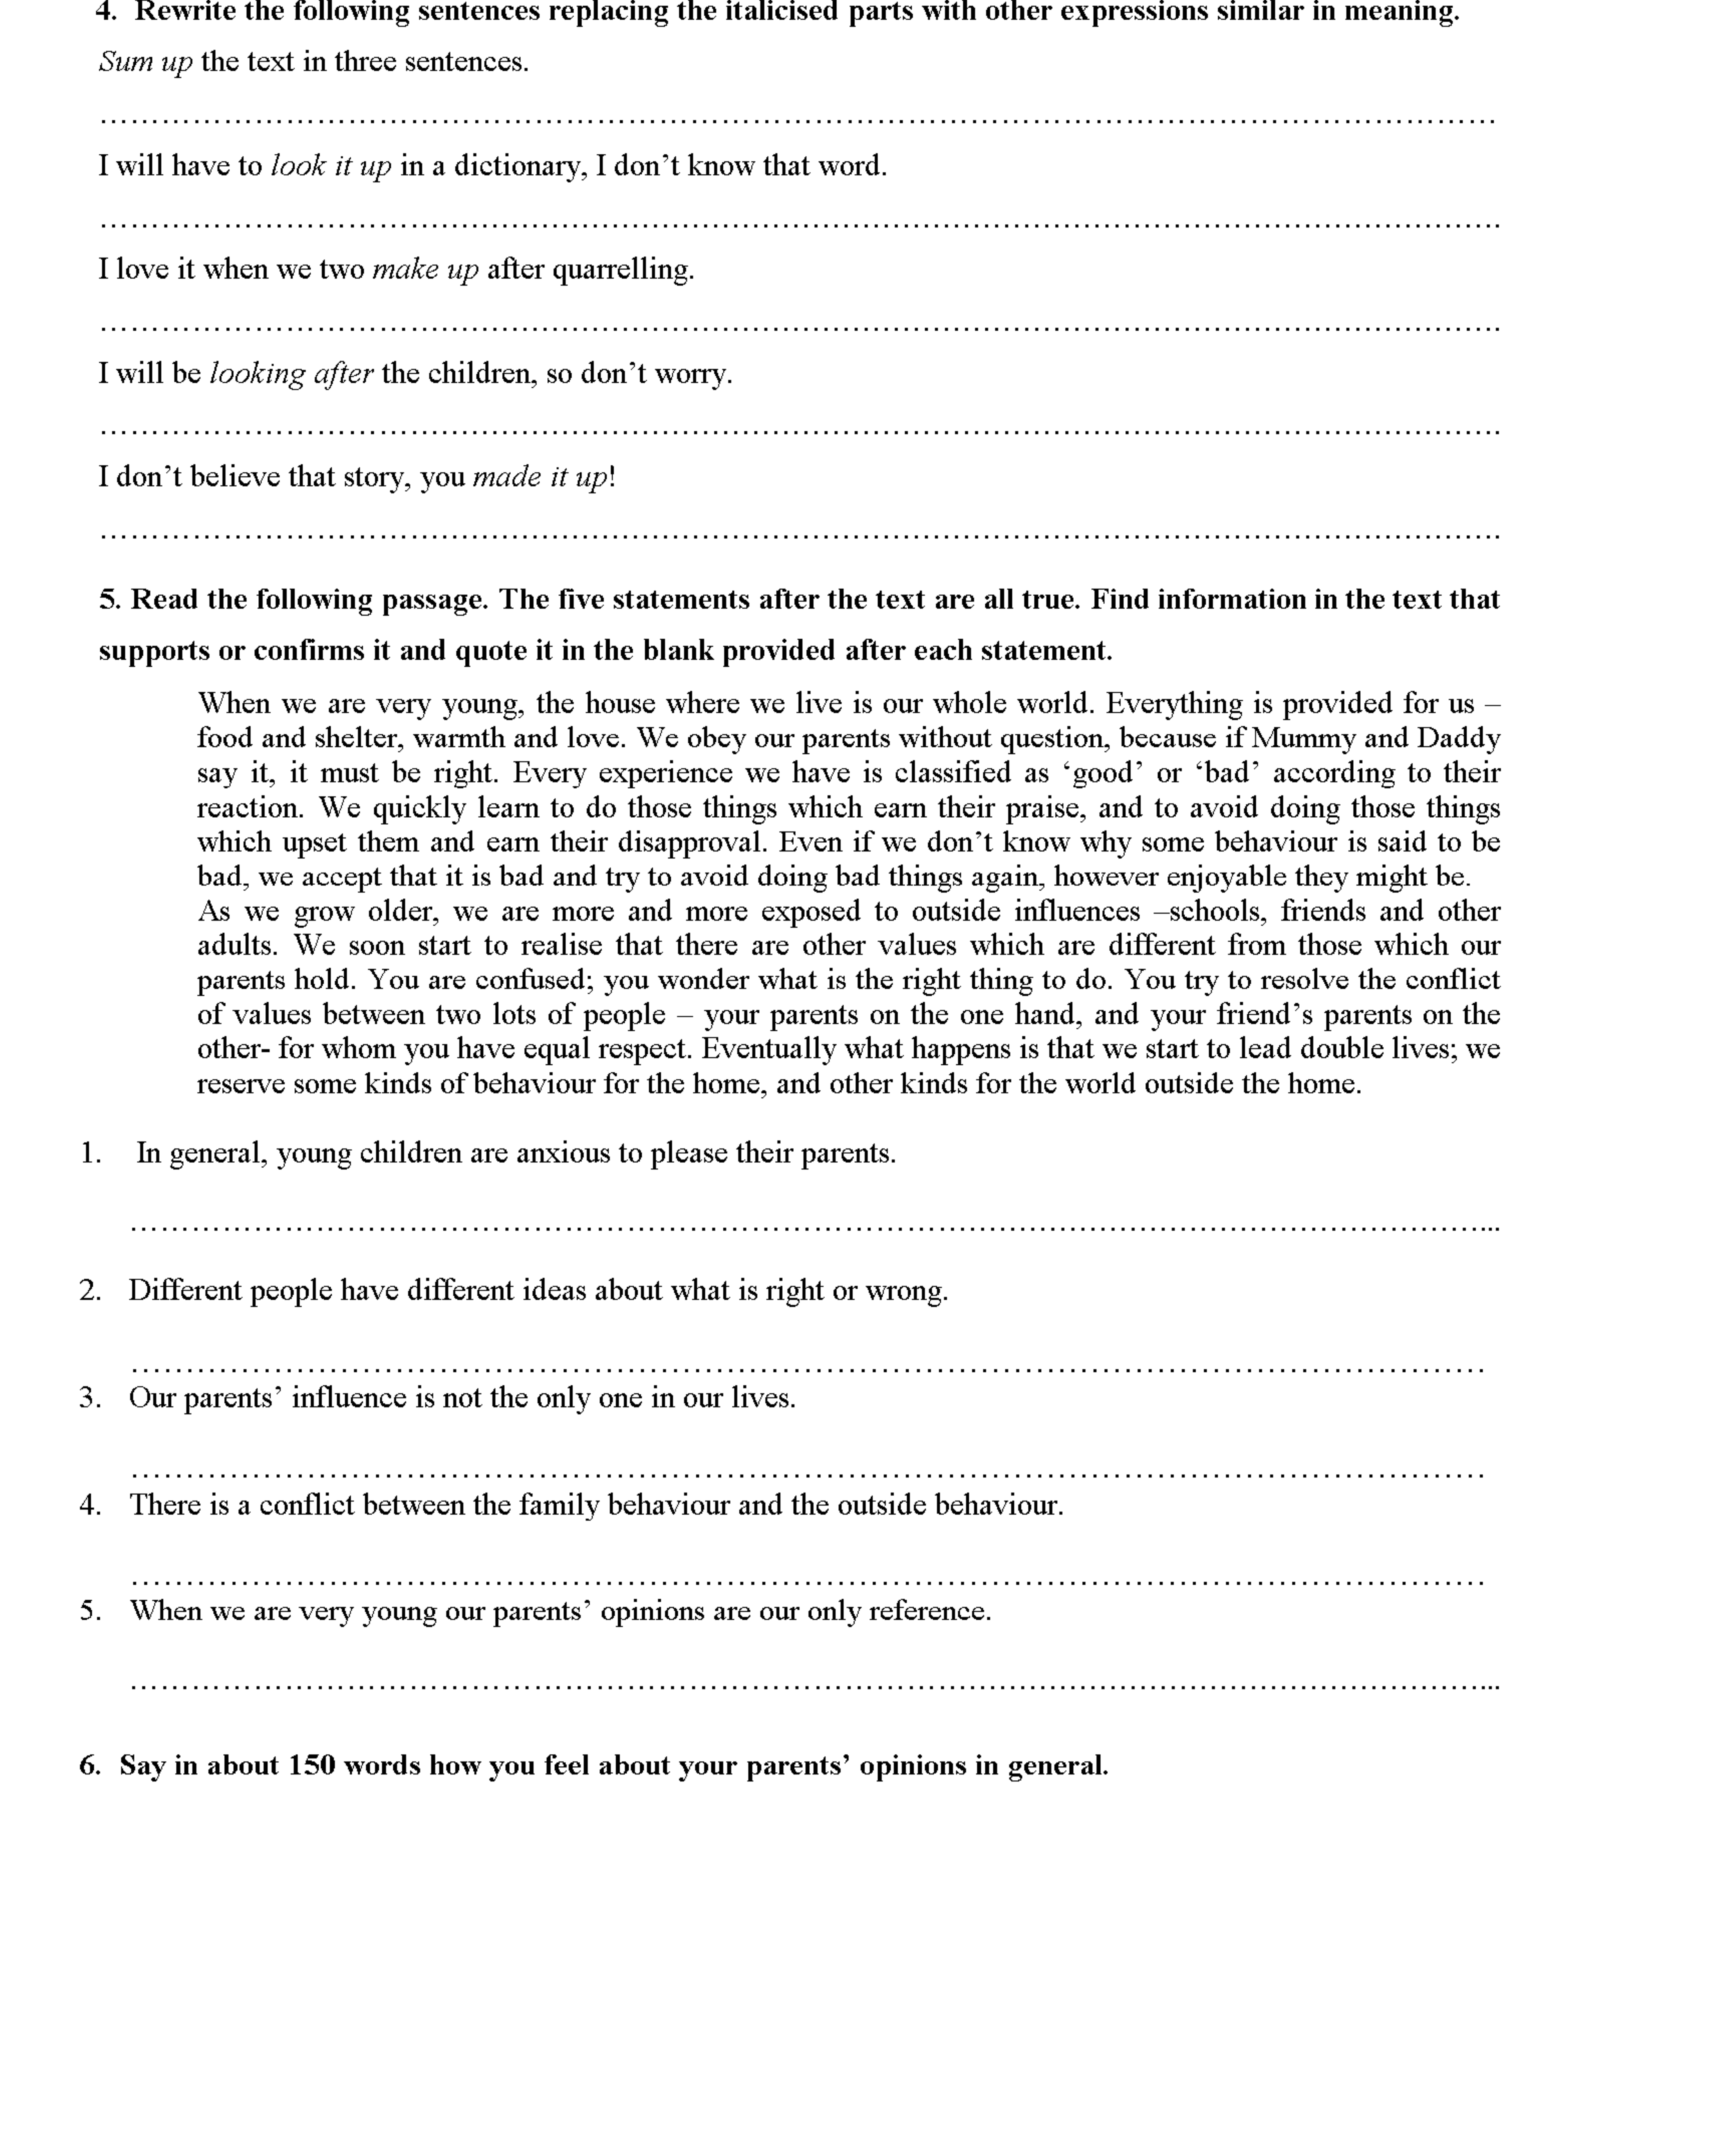 4. Rewrite the following sentences replacing the italicised parts with other expressions similar in meaning.
Sum up the text in three sentences.
……………………………………………………………………………………………………………………
I will have to look it up in a dictionary, I don’t know that word.
…………………………………………………………………………………………………………………….
I love it when we two make up after quarrelling.
…………………………………………………………………………………………………………………….
I will be looking after the children, so don’t worry.
…………………………………………………………………………………………………………………….
I don’t believe that story, you made it up!
…………………………………………………………………………………………………………………….
5. Read the following passage. The five statements after the text are all true. Find information in the text that
supports or confirms it and quote it in the blank provided after each statement.
When we are very young, the house where we live is our whole world. Everything is provided for us –
food and shelter, warmth and love. We obey our parents without question, because if Mummy and Daddy
say it, it must be right. Every experience we have is classified as ‘good’ or ‘bad’ according to their
reaction. We quickly learn to do those things which earn their praise, and to avoid doing those things
which upset them and earn their disapproval. Even if we don’t know why some behaviour is said to be
bad, we accept that it is bad and try to avoid doing bad things again, however enjoyable they might be.
As we grow older, we are more and more exposed to outside influences –schools, friends and other
adults. We soon start to realise that there are other values which are different from those which our
parents hold. You are confused; you wonder what is the right thing to do. You try to resolve the conflict
of values between two lots of people – your parents on the one hand, and your friend’s parents on the
other- for whom you have equal respect. Eventually what happens is that we start to lead double lives; we
reserve some kinds of behaviour for the home, and other kinds for the world outside the home.
1. In general, young children are anxious to please their parents.
…………………………………………………………………………………………………………………...
2. Different people have different ideas about what is right or wrong.
…………………………………………………………………………………………………………………
3. Our parents’ influence is not the only one in our lives.
…………………………………………………………………………………………………………………
4. There is a conflict between the family behaviour and the outside behaviour.
…………………………………………………………………………………………………………………
5. When we are very young our parents’ opinions are our only reference.
…………………………………………………………………………………………………………………...
6. Say in about 150 words how you feel about your parents’ opinions in general.